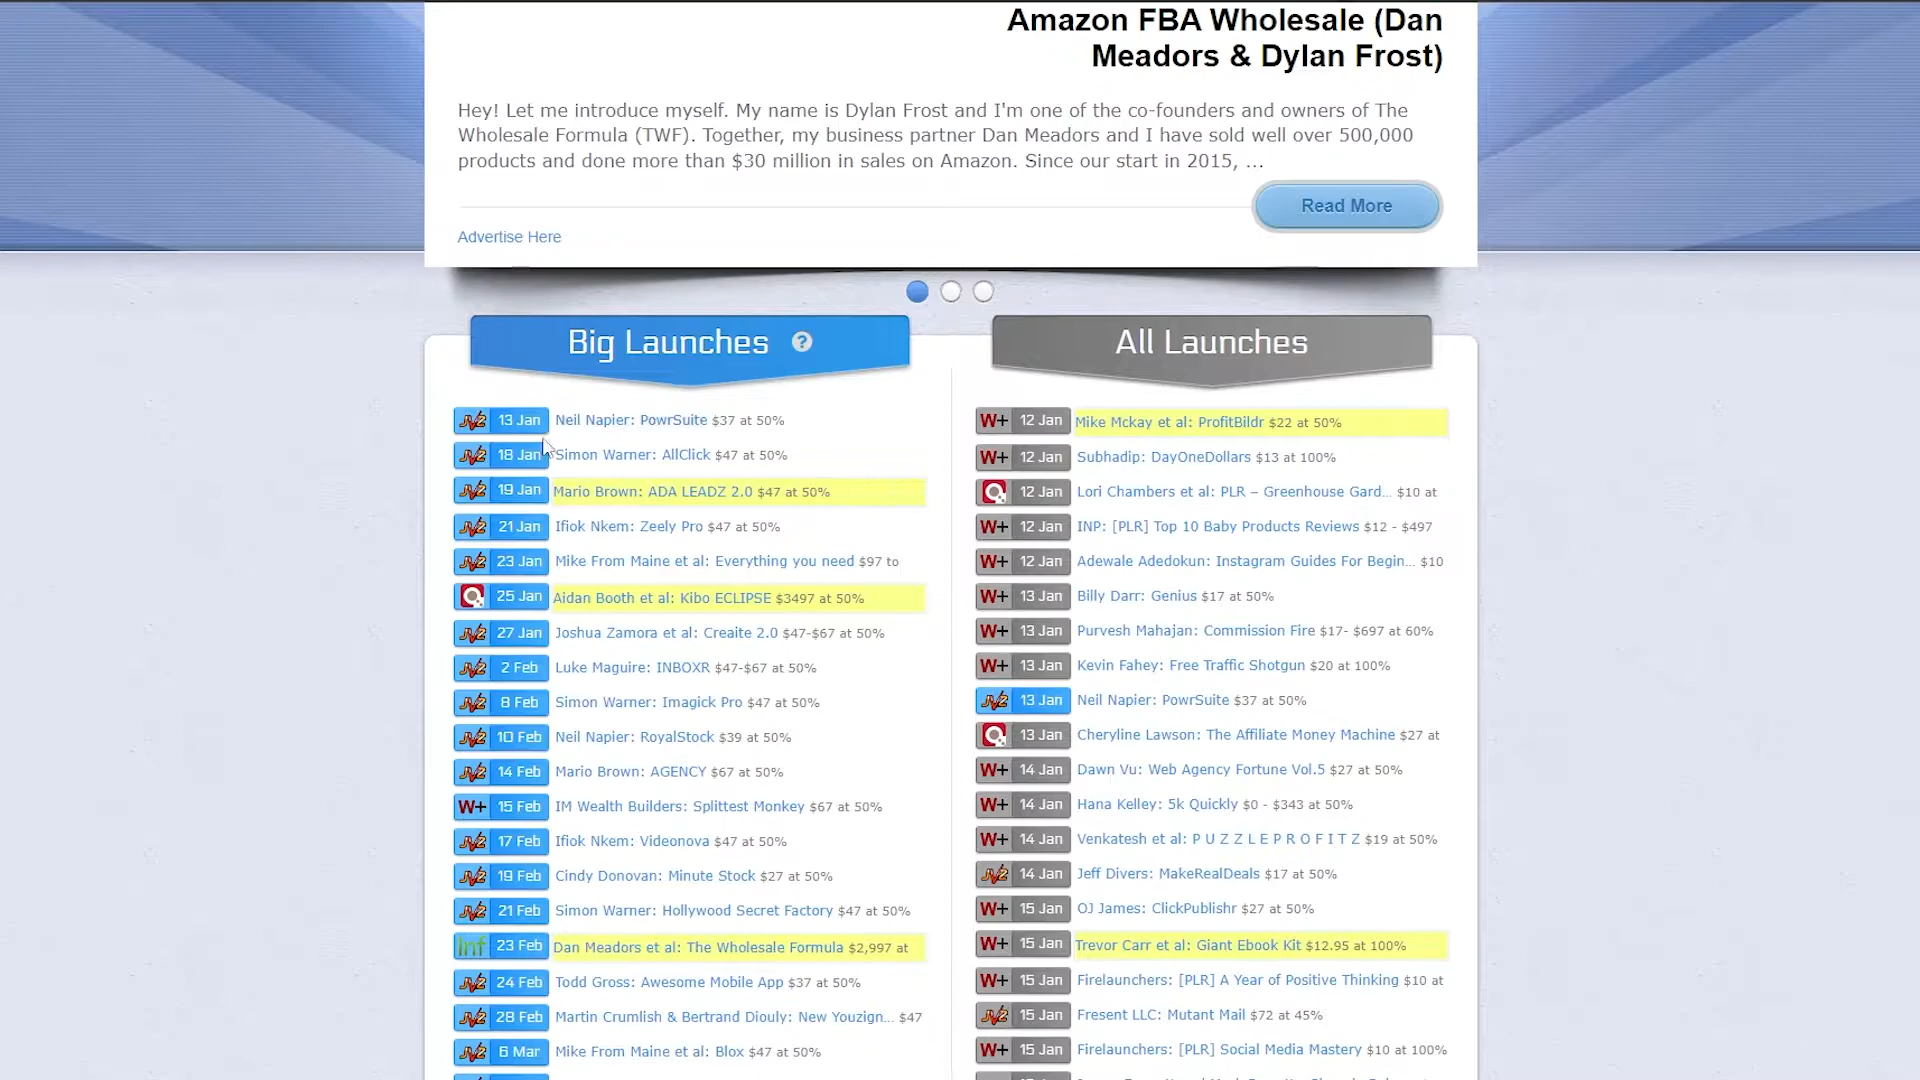 Amazon FBA Wholesale (Dan
Meadors & Dylan Frost)
Hey! Let me introduce myself. My name is Dylan Frost and I'm one of the co-founders and owners of The
Wholesale Formula (TWF). Together, my business partner Dan Meadors and I have sold well over 500,000
products and done more than $30 million in sales on Amazon. Since our start in 2015, ...
Read More
Advertise Here
Big Launches ?
JV2 13 Jan Neil Napier: PowrSuite $37 at 50%
JV2 18 Jan Simon Warner: AllClick $47 at 50%
JV2 19 Jan Mario Brown: ADA LEADZ 2.0 $47 at 50%
JV2 21 Jan Ifiok Nkem: Zeely Pro $47 at 50%
JV2 23 Jan Mike From Maine et al: Everything you need $97 to
25 Jan Aidan Booth et al: Kibo ECLIPSE $3497 at 50%
JV2 27 Jan Joshua Zamora et al: Creaite 2.0 $47-$67 at 50%
JV2 2 Feb Luke Maguire: INBOXR $47-$67 at 50%
JV2 8 Feb Simon Warner: Imagick Pro $47 at 50%
JV2 10 Feb Neil Napier: RoyalStock $39 at 50%
JV2 14 Feb Mario Brown: AGENCY $67 at 50%
W+ 15 Feb IM Wealth Builders: Splittest Monkey $67 at 50%
JV2 17 Feb Ifiok Nkem: Videonova $47 at 50%
JV2 19 Feb Cindy Donovan: Minute Stock $27 at 50%
JV2 21 Feb Simon Warner: Hollywood Secret Factory $47 at 50%
Inf 23 Feb Dan Meadors et al: The Wholesale Formula $2,997 at
JV2 24 Feb Todd Gross: Awesome Mobile App $37 at 50%
JV2 28 Feb Martin Crumlish & Bertrand Diouly: New Youzign... $47
JV2 6 Mar Mike From Maine et al: Blox $47 at 50%
All Launches
W+ 12 Jan Mike Mckay et al: ProfitBildr $22 at 50%
W+ 12 Jan Subhadip: DayOneDollars $13 at 100%
12 Jan Lori Chambers et al: PLR – Greenhouse Gard... $10 at
W+ 12 Jan INP: [PLR] Top 10 Baby Products Reviews $12 - $497
W+ 12 Jan Adewale Adedokun: Instagram Guides For Begin... $10
W+ 13 Jan Billy Darr: Genius $17 at 50%
W+ 13 Jan Purvesh Mahajan: Commission Fire $17- $697 at 60%
W+ 13 Jan Kevin Fahey: Free Traffic Shotgun $20 at 100%
JV2 13 Jan Neil Napier: PowrSuite $37 at 50%
13 Jan Cheryline Lawson: The Affiliate Money Machine $27 at
W+ 14 Jan Dawn Vu: Web Agency Fortune Vol.5 $27 at 50%
W+ 14 Jan Hana Kelley: 5k Quickly $0 - $343 at 50%
W+ 14 Jan Venkatesh et al: P U Z Z L E P R O F I T Z $19 at 50%
JV2 14 Jan Jeff Divers: MakeRealDeals $17 at 50%
W+ 15 Jan OJ James: ClickPublishr $27 at 50%
W+ 15 Jan Trevor Carr et al: Giant Ebook Kit $12.95 at 100%
W+ 15 Jan Firelaunchers: [PLR] A Year of Positive Thinking $10 at
JV2 15 Jan Fresent LLC: Mutant Mail $72 at 45%
W+ 15 Jan Firelaunchers: [PLR] Social Media Mastery $10 at 100%